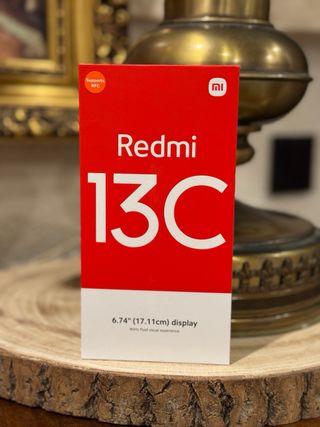 Supports
NFC
mi
Redmi
13C
6.74" (17.11cm) display
90Hz fluid visual experience